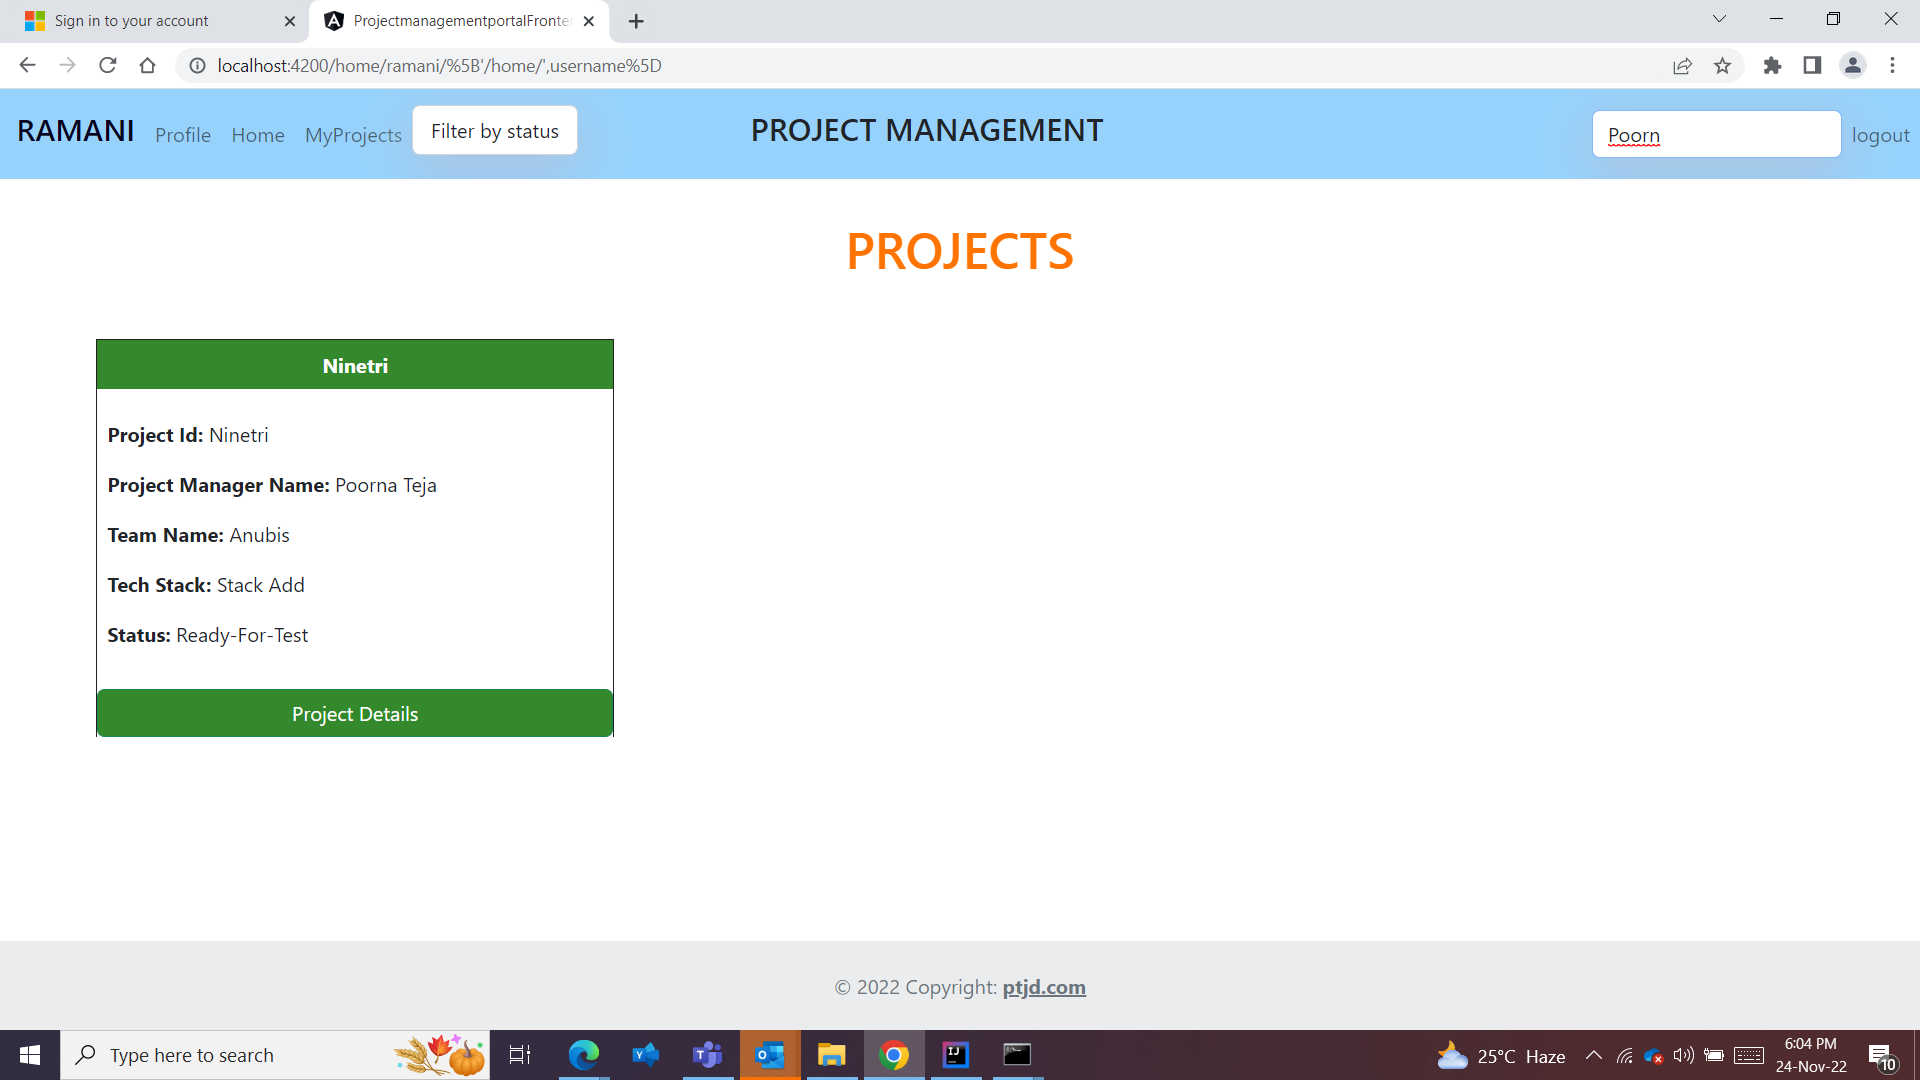 Sign in to your account
ProjectmanagementportalFronte
localhost:4200/home/ramani/%5B'/home/',username%5D
RAMANI Profile Home MyProjects Filter by status PROJECT MANAGEMENT Poorn logout
PROJECTS
Ninetri
Project Id: Ninetri
Project Manager Name: Poorna Teja
Team Name: Anubis
Tech Stack: Stack Add
Status: Ready-For-Test
Project Details
© 2022 Copyright: ptjd.com
Type here to search
25°C Haze
6:04 PM
24-Nov-22
10